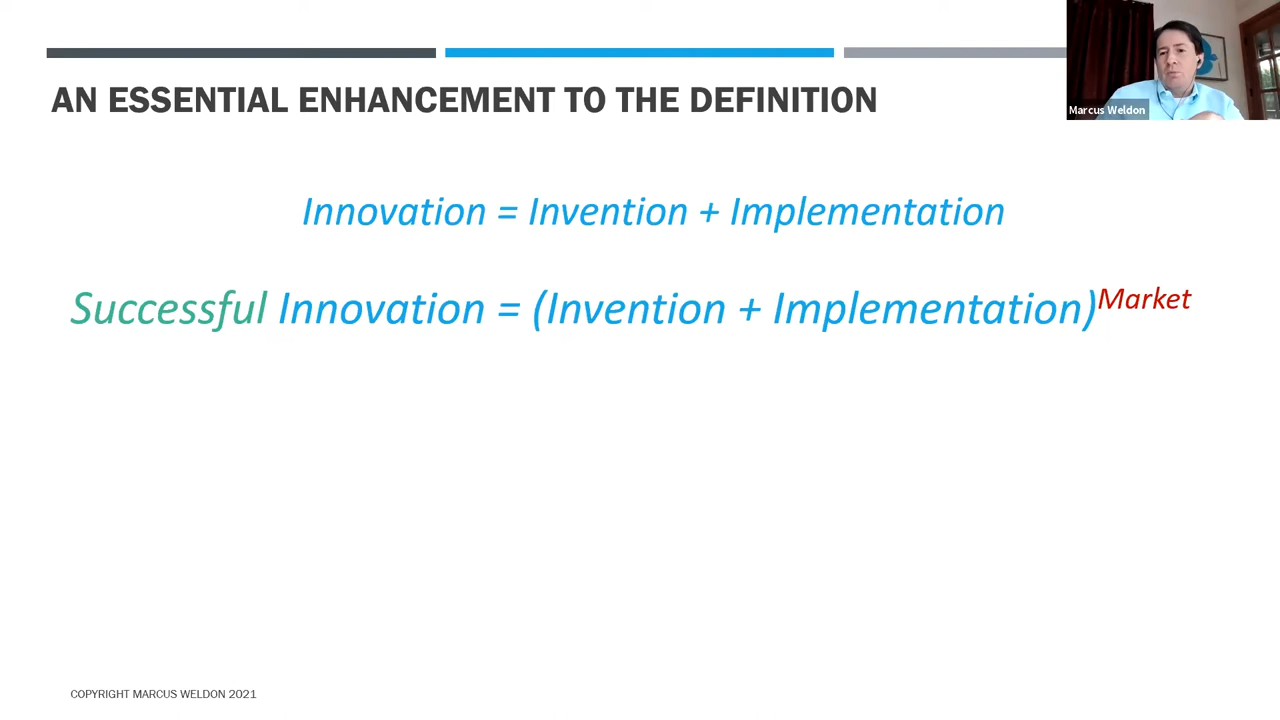 AN ESSENTIAL ENHANCEMENT TO THE DEFINITION
Marcus Weldon
Innovation = Invention + Implementation
Successful Innovation = (Invention + Implementation)^Market
COPYRIGHT MARCUS WELDON 2021